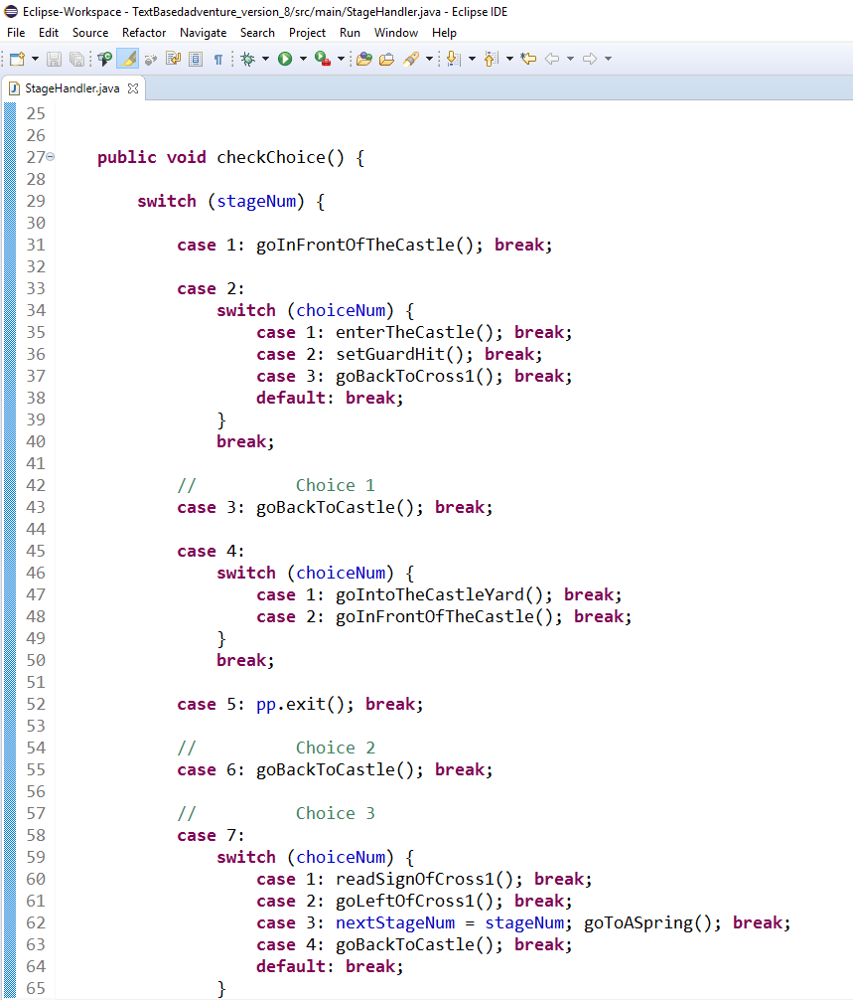 Eclipse-Workspace - TextBasedadventure_version_8/src/main/StageHandler.java - Eclipse IDE
File Edit Source Refactor Navigate Search Project Run Window Help
StageHandler.java
25
26
27 public void checkChoice() {
28
29 switch (stageNum) {
30
31 case 1: goInFrontOfTheCastle(); break;
32
33 case 2:
34 switch (choiceNum) {
35 case 1: enterTheCastle(); break;
36 case 2: setGuardHit(); break;
37 case 3: goBackToCross1(); break;
38 default: break;
39 }
40 break;
41
42 // Choice 1
43 case 3: goBackToCastle(); break;
44
45 case 4:
46 switch (choiceNum) {
47 case 1: goIntoTheCastleYard(); break;
48 case 2: goInFrontOfTheCastle(); break;
49 }
50 break;
51
52 case 5: pp.exit(); break;
53
54 // Choice 2
55 case 6: goBackToCastle(); break;
56
57 // Choice 3
58 case 7:
59 switch (choiceNum) {
60 case 1: readSignOfCross1(); break;
61 case 2: goLeftOfCross1(); break;
62 case 3: nextStageNum = stageNum; goToASpring(); break;
63 case 4: goBackToCastle(); break;
64 default: break;
65 }